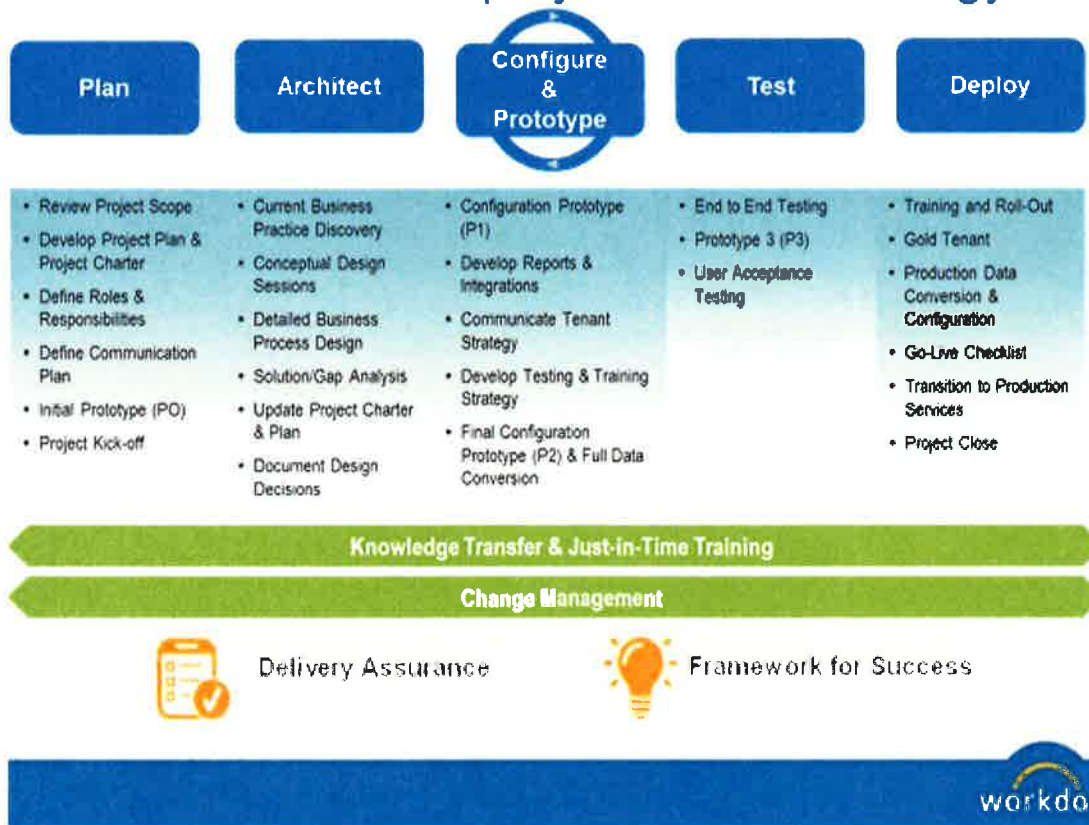 Plan
Architect
Configure
&
Prototype
Test
Deploy
• Review Project Scope
• Develop Project Plan &
Project Charter
• Define Roles &
Responsibilities
• Define Communication
Plan
• Initial Prototype (PO)
• Project Kick-off
• Current Business
Practice Discovery
• Conceptual Design
Sessions
• Detailed Business
Process Design
• Solution/Gap Analysis
• Update Project Charter
& Plan
• Document Design
Decisions
• Configuration Prototype
(P1)
• Develop Reports &
Integrations
• Communicate Tenant
Strategy
• Develop Testing & Training
Strategy
• Final Configuration
Prototype (P2) & Full Data
Conversion
• End to End Testing
• Prototype 3 (P3)
• User Acceptance
Testing
• Training and Roll-Out
• Gold Tenant
• Production Data
Conversion &
Configuration
• Go-Live Checklist
• Transition to Production
Services
• Project Close
Knowledge Transfer & Just-in-Time Training
Change Management
Delivery Assurance
Framework for Success
workdo